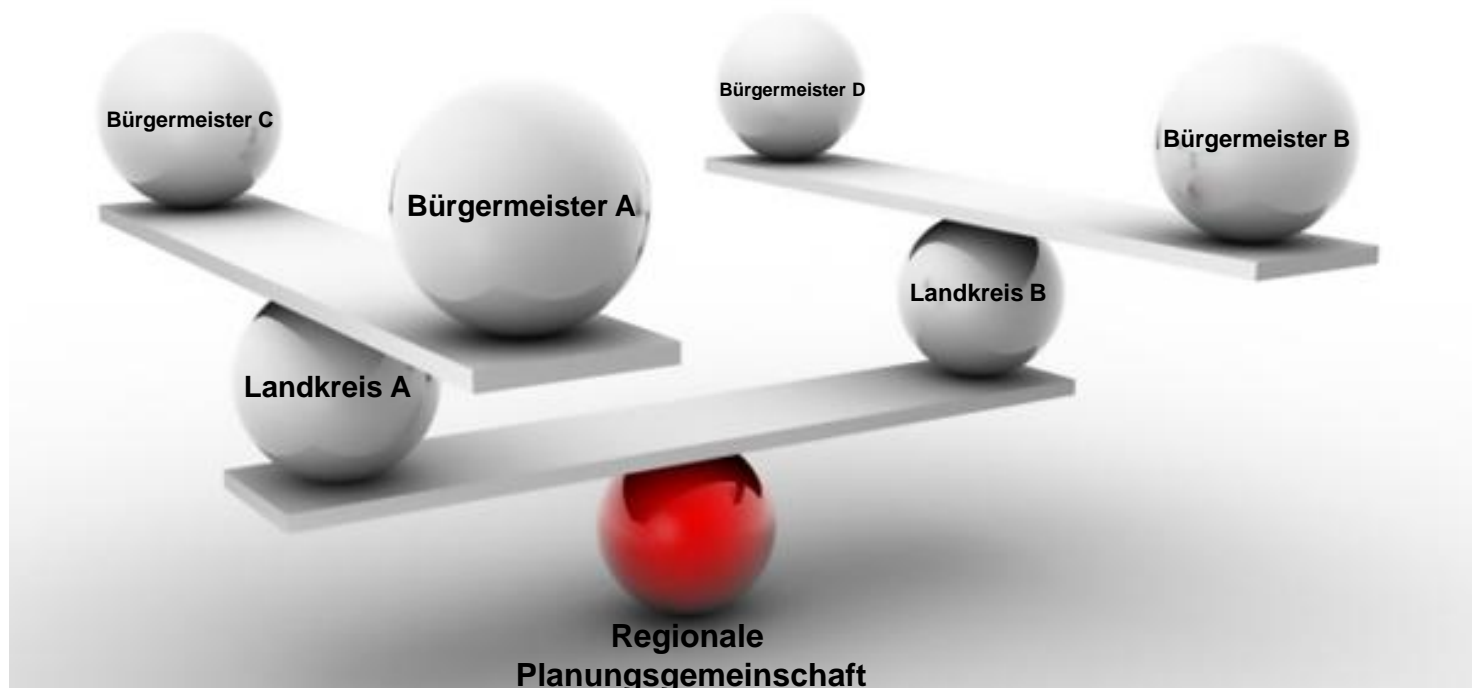 Bürgermeister D
Bürgermeister C
Bürgermeister B
Bürgermeister A
Landkreis B
Landkreis A
Regionale
Planungsgemeinschaft